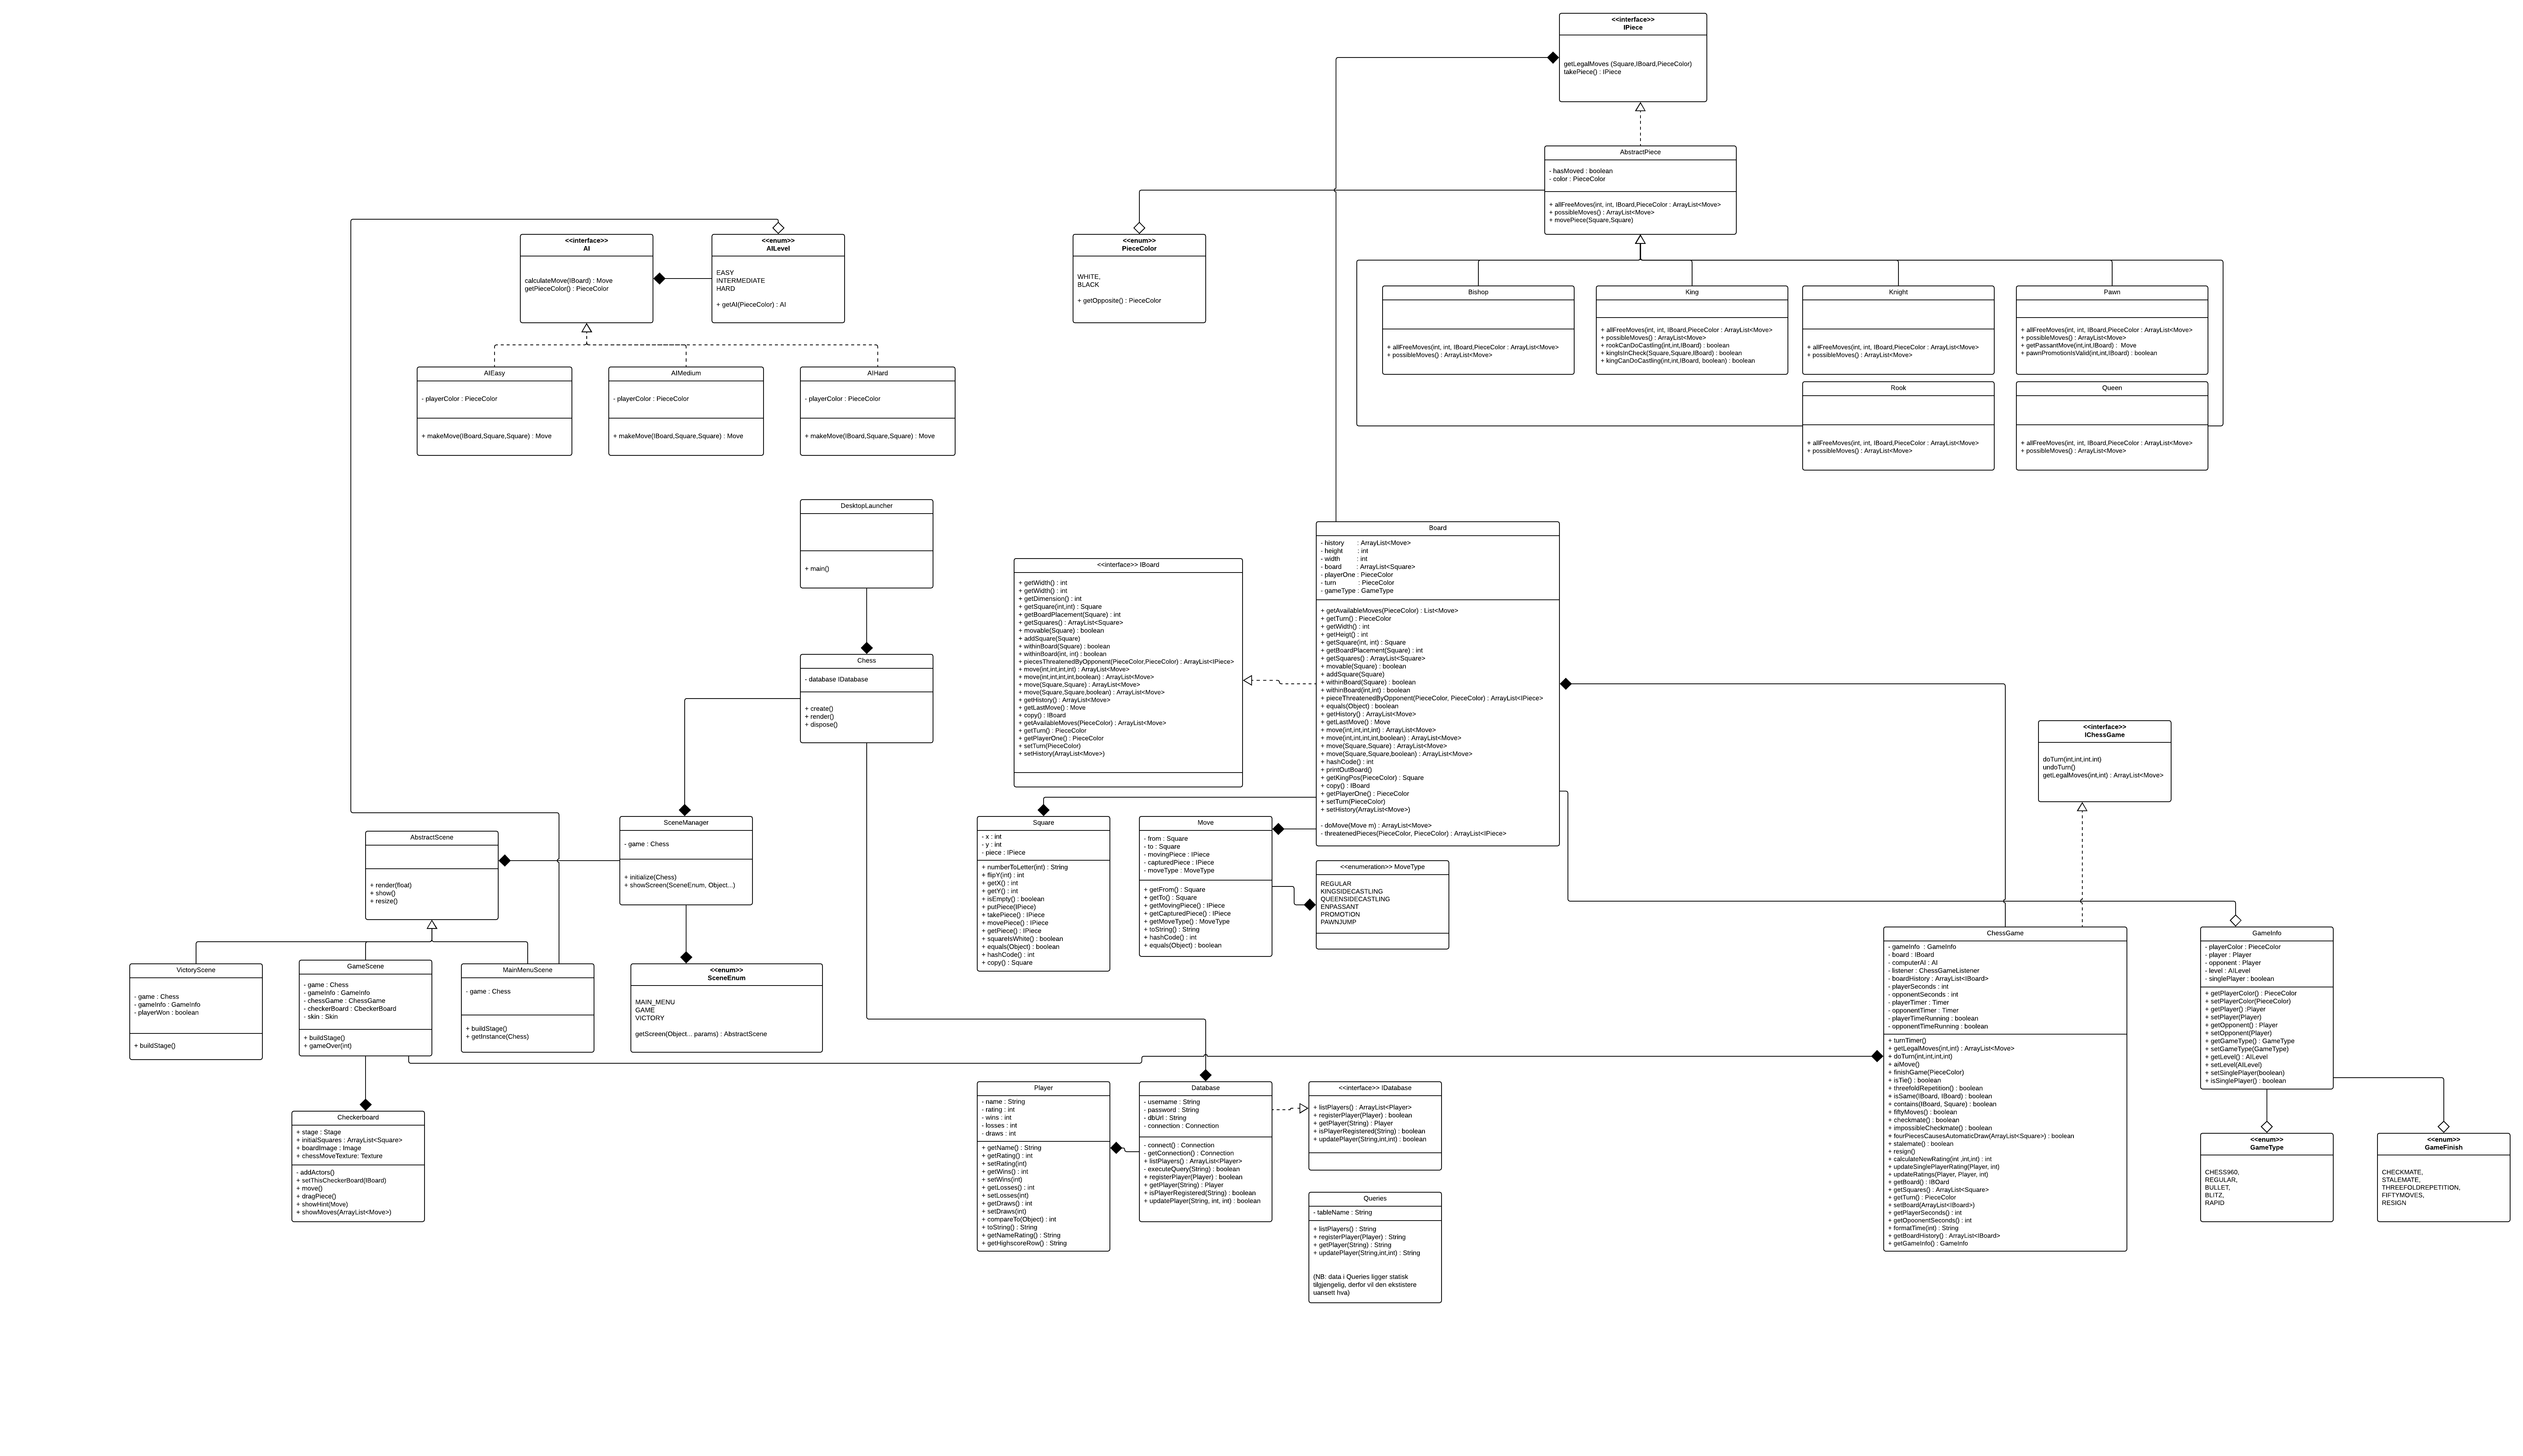 <<interface>>
IPiece
getLegalMoves (Square,IBoard,PieceColor)
takePiece() : IPiece
AbstractPiece
- hasMoved : boolean
- color : PieceColor
+ allFreeMoves(int, int, IBoard,PieceColor : ArrayList<Move>
+ possibleMoves() : ArrayList<Move>
+ movePiece(Square,Square)
<<interface>>
AI
calculateMove(IBoard) : Move
getPieceColor() : PieceColor
<<enum>>
AILevel
EASY
INTERMEDIATE
HARD
+ getAI(PieceColor) : AI
<<enum>>
PieceColor
WHITE,
BLACK
+ getOpposite() : PieceColor
Bishop
+ allFreeMoves(int, int, IBoard,PieceColor : ArrayList<Move>
+ possibleMoves() : ArrayList<Move>
King
+ allFreeMoves(int, int, IBoard,PieceColor : ArrayList<Move>
+ possibleMoves() : ArrayList<Move>
+ rookCanDoCastling(int,int,IBoard) : boolean
+ kingIsInCheck(Square,Square,IBoard) : boolean
+ kingCanDoCastling(int,int,IBoard, boolean) : boolean
Knight
+ allFreeMoves(int, int, IBoard,PieceColor : ArrayList<Move>
+ possibleMoves() : ArrayList<Move>
Pawn
+ allFreeMoves(int, int, IBoard,PieceColor : ArrayList<Move>
+ possibleMoves() : ArrayList<Move>
+ getPassantMove(int,int,IBoard) : Move
+ pawnPromotionIsValid(int,int,IBoard) : boolean
Rook
+ allFreeMoves(int, int, IBoard,PieceColor : ArrayList<Move>
+ possibleMoves() : ArrayList<Move>
Queen
+ allFreeMoves(int, int, IBoard,PieceColor : ArrayList<Move>
+ possibleMoves() : ArrayList<Move>
AIEasy
- playerColor : PieceColor
+ makeMove(IBoard,Square,Square) : Move
AIMedium
- playerColor : PieceColor
+ makeMove(IBoard,Square,Square) : Move
AIHard
- playerColor : PieceColor
+ makeMove(IBoard,Square,Square) : Move
DesktopLauncher
+ main()
Chess
- database IDatabase
+ create()
+ render()
+ dispose()
<<interface>> IBoard
+ getWidth() : int
+ getWidth() : int
+ getDimension() : int
+ getSquare(int,int) : Square
+ getBoardPlacement(Square) : int
+ getSquares() : ArrayList<Square>
+ movable(Square) : boolean
+ addSquare(Square)
+ withinBoard(Square) : boolean
+ withinBoard(int, int) : boolean
+ piecesThreatenedByOpponent(PieceColor,PieceColor) : ArrayList<IPiece>
+ move(int,int,int,int) : ArrayList<Move>
+ move(int,int,int,int,boolean) : ArrayList<Move>
+ move(Square,Square) : ArrayList<Move>
+ move(Square,Square,boolean) : ArrayList<Move>
+ getHistory() : ArrayList<Move>
+ getLastMove() : Move
+ copy() : IBoard
+ getAvailableMoves(PieceColor) ; ArrayList<Move>
+ getTurn() : PieceColor
+ getPlayerOne() : PieceColor
+ setTurn(PieceColor)
+ setHistory(ArrayList<Move>)
Board
- history : ArrayList<Move>
- height : int
- width : int
- board : ArrayList<Square>
- playerOne : PieceColor
- turn : PieceColor
- gameType : GameType
+ getAvailableMoves(PieceColor) : List<Move>
+ getTurn() : PieceColor
+ getWidth() : int
+ getHeigt() : int
+ getSquare(int, int) : Square
+ getBoardPlacement(Square) : int
+ getSquares() : ArrayList<Square>
+ movable(Square) : boolean
+ addSquare(Square)
+ withinBoard(Square) : boolean
+ withinBoard(int,int) : boolean
+ pieceThreatenedByOpponent(PieceColor, PieceColor) : ArrayList<IPiece>
+ equals(Object) : boolean
+ getHistory() : ArrayList<Move>
+ getLastMove() : Move
+ move(int,int,int,int) : ArrayList<Move>
+ move(int,int,int,int,boolean) : ArrayList<Move>
+ move(Square,Square) : ArrayList<Move>
+ move(Square,Square,boolean) : ArrayList<Move>
+ hashCode() : int
+ printOutBoard()
+ getKingPos(PieceColor) : Square
+ copy() : IBoard
+ getPlayerOne() : PieceColor
+ setTurn(PieceColor)
+ setHistory(ArrayList<Move>)
- doMove(Move m) : ArrayList<Move>
- threatenedPieces(PieceColor, PieceColor) : ArrayList<IPiece>
<<interface>>
IChessGame
doTurn(int,int,int.int)
undoTurn()
getLegalMoves(int,int) : ArrayList<Move>
AbstractScene
+ render(float)
+ show()
+ resize()
SceneManager
- game : Chess
+ initialize(Chess)
+ showScreen(SceneEnum, Object...)
Square
- x : int
- y : int
- piece : IPiece
+ numberToLetter(int) : String
+ flipY(int) : int
+ getX() : int
+ getY() : int
+ isEmpty() : boolean
+ putPiece(IPiece)
+ takePiece() : IPiece
+ movePiece() : IPiece
+ getPiece() : IPiece
+ squareIsWhite() : boolean
+ equals(Object) : boolean
+ hashCode() : int
+ copy() : Square
Move
- from : Square
- to : Square
- movingPiece : IPiece
- capturedPiece : IPiece
- moveType : MoveType
+ getFrom() : Square
+ getTo() : Square
+ getMovingPiece() : IPiece
+ getCapturedPiece() : IPiece
+ getMoveType() : MoveType
+ toString() : String
+ hashCode() : int
+ equals(Object) : boolean
<<enumeration>> MoveType
REGULAR
KINGSIDECASTLING
QUEENSIDECASTLING
ENPASSANT
PROMOTION
PAWNJUMP
VictoryScene
- game : Chess
- gameInfo : GameInfo
- playerWon : boolean
+ buildStage()
GameScene
- game : Chess
- gameInfo : GameInfo
- chessGame : ChessGame
- checkerBoard : CbeckerBoard
- skin : Skin
+ buildStage()
+ gameOver(int)
MainMenuScene
- game : Chess
+ buildStage()
+ getInstance(Chess)
<<enum>>
SceneEnum
MAIN_MENU
GAME
VICTORY
getScreen(Object... params) : AbstractScene
ChessGame
- gameInfo : GameInfo
- board : IBoard
- computerAI : AI
- listener : ChessGameListener
- boardHistory : ArrayList<IBoard>
- playerSeconds : int
- opponentSeconds : int
- playerTimer : Timer
- opponentTimer : Timer
- playerTimeRunning : boolean
- opponentTimeRunning : boolean
+ turnTimer()
+ getLegalMoves(int,int) : ArrayList<Move>
+ doTurn(int,int,int,int)
+ aiMove()
+ finishGame(PieceColor)
+ isTie() : boolean
+ threefoldRepetition() : boolean
+ isSame(IBoard, IBoard) : boolean
+ contains(IBoard, Square) : boolean
+ fiftyMoves() : boolean
+ checkmate() : boolean
+ impossibleCheckmate() : boolean
+ fourPiecesCausesAutomaticDraw(ArrayList<Square>) : boolean
+ stalemate() : boolean
+ resign()
+ calculateNewRating(int ,int,int) : int
+ updateSinglePlayerRating(Player, int)
+ updateRatings(Player, Player, int)
+ getBoard() : IBOard
+ getSquares() : ArrayList<Square>
+ getTurn() : PieceColor
+ setBoard(ArrayList<IBoard>)
+ getPlayerSeconds() : int
+ getOpoonentSeconds() : int
+ formatTime(int) : String
+ getBoardHistory() : ArrayList<IBoard>
+ getGameInfo() : GameInfo
GameInfo
- playerColor : PieceColor
- player : Player
- opponent : Player
- level : AILevel
- singlePlayer : boolean
+ getPlayerColor() : PieceColor
+ setPlayerColor(PieceColor)
+ getPlayer() :Player
+ setPlayer(Player)
+ getOpponent() : Player
+ setOpponent(Player)
+ getGameType() : GameType
+ setGameType(GameType)
+ getLevel() : AILevel
+ setLevel(AILevel)
+ setSinglePlayer(boolean)
+ isSinglePlayer() : boolean
Checkerboard
+ stage : Stage
+ initialSquares : ArrayList<Square>
+ boardImage : Image
+ chessMoveTexture: Texture
- addActors()
+ setThisCheckerBoard(IBoard)
+ move()
+ dragPiece()
+ showHint(Move)
+ showMoves(ArrayList<Move>)
Player
- name : String
- rating : int
- wins : int
- losses : int
- draws : int
+ getName() : String
+ getRating() : int
+ setRating(int)
+ getWins() : int
+ setWins(int)
+ getLosses() : int
+ setLosses(int)
+ getDraws() : int
+ setDraws(int)
+ compareTo(Object) : int
+ toString() : String
+ getNameRating() : String
+ getHighscoreRow() : String
Database
- username : String
- password : String
- dbUrl : String
- connection : Connection
- connect() : Connection
- getConnection() : Connection
+ listPlayers() : ArrayList<Player>
- executeQuery(String) : boolean
+ registerPlayer(Player) : boolean
+ getPlayer(String) : Player
+ isPlayerRegistered(String) : boolean
+ updatePlayer(String, int, int) : boolean
<<interface>> IDatabase
+ listPlayers() : ArrayList<Player>
+ registerPlayer(Player) : boolean
+ getPlayer(String) : Player
+ isPlayerRegistered(String) : boolean
+ updatePlayer(String,int,int) : boolean
Queries
- tableName : String
+ listPlayers() : String
+ registerPlayer(Player) : String
+ getPlayer(String) : String
+ updatePlayer(String,int,int) : String
(NB: data i Queries ligger statisk
tilgjengelig, derfor vil den ekstistere
uansett hva)
<<enum>>
GameType
CHESS960,
REGULAR,
BULLET,
BLITZ,
RAPID
<<enum>>
GameFinish
CHECKMATE,
STALEMATE,
THREEFOLDREPETITION,
FIFTYMOVES,
RESIGN